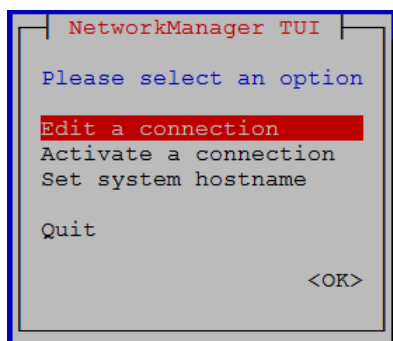 NetworkManager TUI
Please select an option
Edit a connection
Activate a connection
Set system hostname
Quit
<OK>